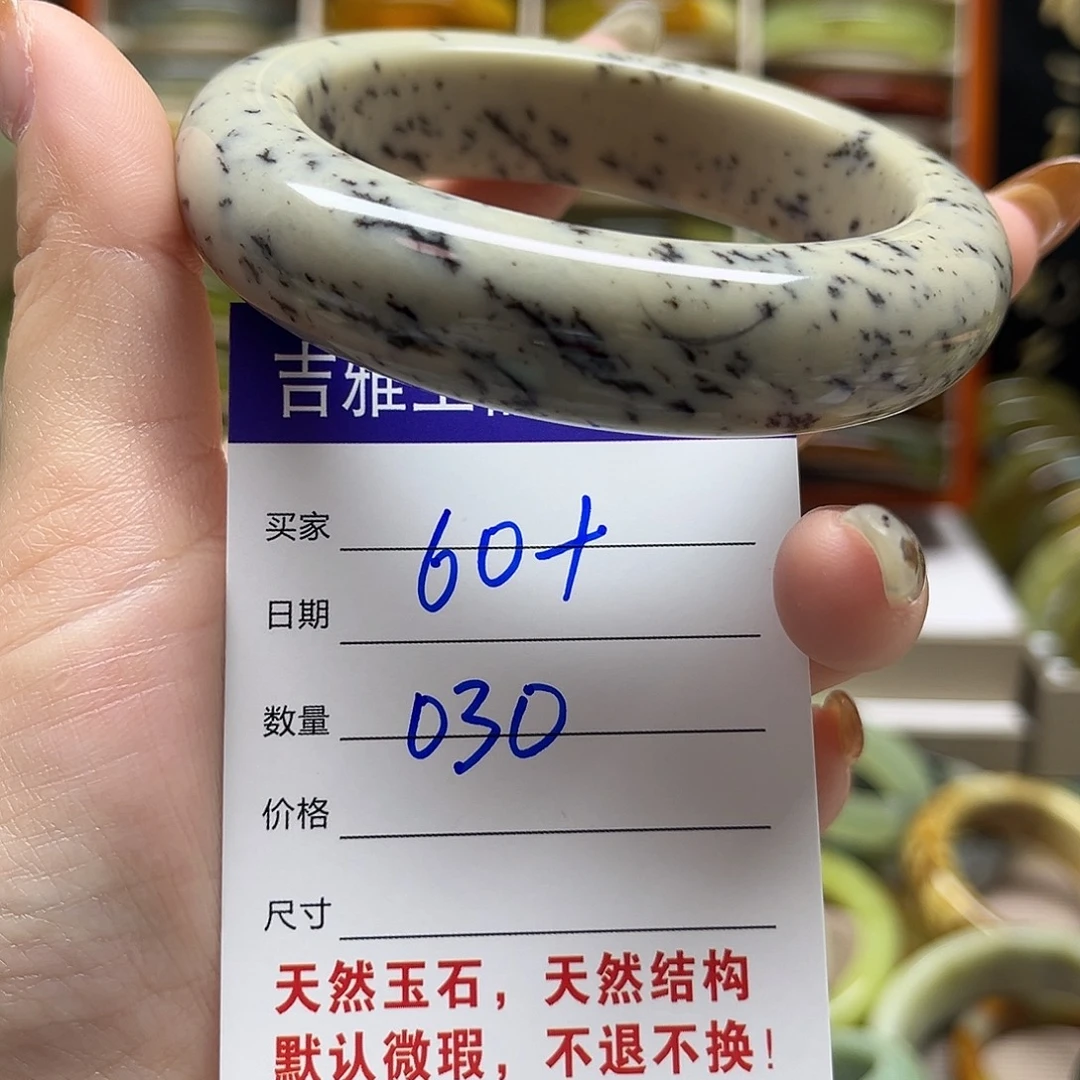 吉雅
买家
60+
日期
数量
030
价格
尺寸
天然玉石，天然结构
默认微瑕，不退不换！